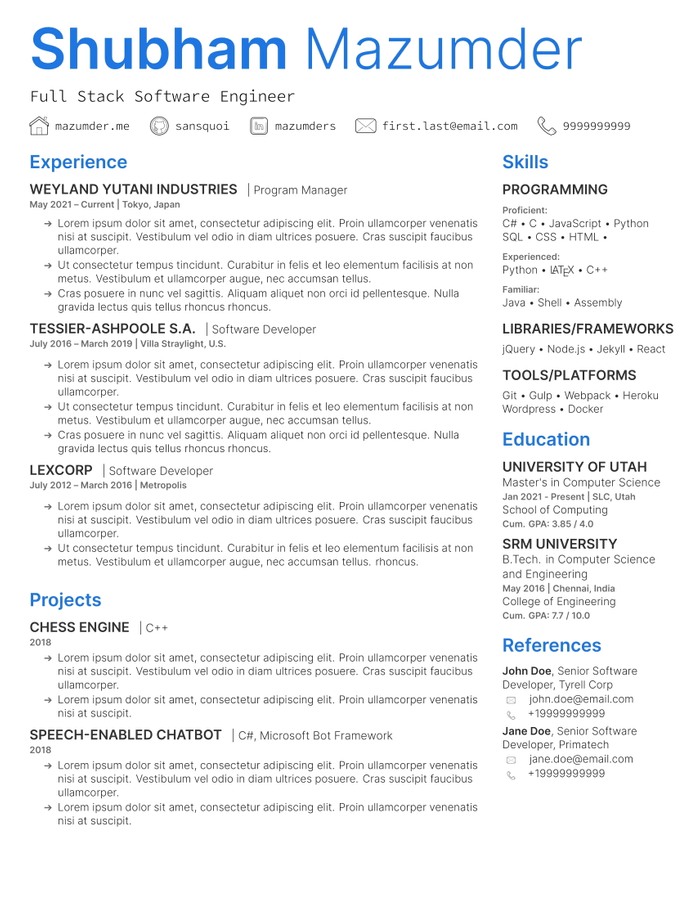 Shubham Mazumder
Full Stack Software Engineer
mazumder.me sansquoi mazumders first.last@email.com 9999999999
Experience
WEYLAND YUTANI INDUSTRIES | Program Manager
May 2021 – Current | Tokyo, Japan
→ Lorem ipsum dolor sit amet, consectetur adipiscing elit. Proin ullamcorper venenatis
nisi at suscipit. Vestibulum vel odio in diam ultrices posuere. Cras suscipit faucibus
ullamcorper.
→ Ut consectetur tempus tincidunt. Curabitur in felis et leo elementum facilisis at non
metus. Vestibulum et ullamcorper augue, nec accumsan tellus.
→ Cras posuere in nunc vel sagittis. Aliquam aliquet non orci id pellentesque. Nulla
gravida lectus quis tellus rhoncus rhoncus.
TESSIER-ASHPOOLE S.A. | Software Developer
July 2016 – March 2019 | Villa Straylight, U.S.
→ Lorem ipsum dolor sit amet, consectetur adipiscing elit. Proin ullamcorper venenatis
nisi at suscipit. Vestibulum vel odio in diam ultrices posuere. Cras suscipit faucibus
ullamcorper.
→ Ut consectetur tempus tincidunt. Curabitur in felis et leo elementum facilisis at non
metus. Vestibulum et ullamcorper augue, nec accumsan tellus.
→ Cras posuere in nunc vel sagittis. Aliquam aliquet non orci id pellentesque. Nulla
gravida lectus quis tellus rhoncus rhoncus.
LEXCORP | Software Developer
July 2012 – March 2016 | Metropolis
→ Lorem ipsum dolor sit amet, consectetur adipiscing elit. Proin ullamcorper venenatis
nisi at suscipit. Vestibulum vel odio in diam ultrices posuere. Cras suscipit faucibus
ullamcorper.
→ Ut consectetur tempus tincidunt. Curabitur in felis et leo elementum facilisis at non
metus. Vestibulum et ullamcorper augue, nec accumsan tellus. rhoncus.
Projects
CHESS ENGINE | C++
2018
→ Lorem ipsum dolor sit amet, consectetur adipiscing elit. Proin ullamcorper venenatis
nisi at suscipit. Vestibulum vel odio in diam ultrices posuere. Cras suscipit faucibus
ullamcorper.
→ Lorem ipsum dolor sit amet, consectetur adipiscing elit. Proin ullamcorper venenatis
nisi at suscipit.
SPEECH-ENABLED CHATBOT | C#, Microsoft Bot Framework
2018
→ Lorem ipsum dolor sit amet, consectetur adipiscing elit. Proin ullamcorper venenatis
nisi at suscipit. Vestibulum vel odio in diam ultrices posuere. Cras suscipit faucibus
ullamcorper.
→ Lorem ipsum dolor sit amet, consectetur adipiscing elit. Proin ullamcorper venenatis
nisi at suscipit.
Skills
PROGRAMMING
Proficient:
C# • C • JavaScript • Python
SQL • CSS • HTML •
Experienced:
Python • LATEX • C++
Familiar:
Java • Shell • Assembly
LIBRARIES/FRAMEWORKS
jQuery • Node.js • Jekyll • React
TOOLS/PLATFORMS
Git • Gulp • Webpack • Heroku
Wordpress • Docker
Education
UNIVERSITY OF UTAH
Master's in Computer Science
Jan 2021 - Present | SLC, Utah
School of Computing
Cum. GPA: 3.85 / 4.0
SRM UNIVERSITY
B.Tech. in Computer Science
and Engineering
May 2016 | Chennai, India
College of Engineering
Cum. GPA: 7.7 / 10.0
References
John Doe, Senior Software
Developer, Tyrell Corp
john.doe@email.com
+19999999999
Jane Doe, Senior Software
Developer, Primatech
jane.doe@email.com
+19999999999